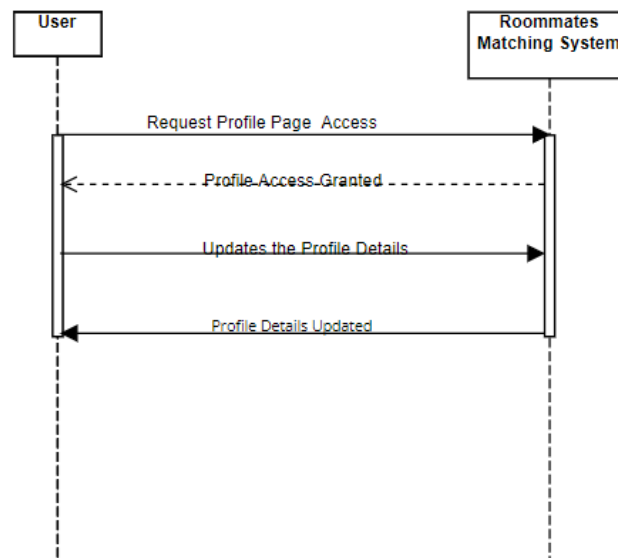 User
Roommates
Matching System
Request Profile Page Access
Profile Access Granted
Updates the Profile Details
Profile Details Updated